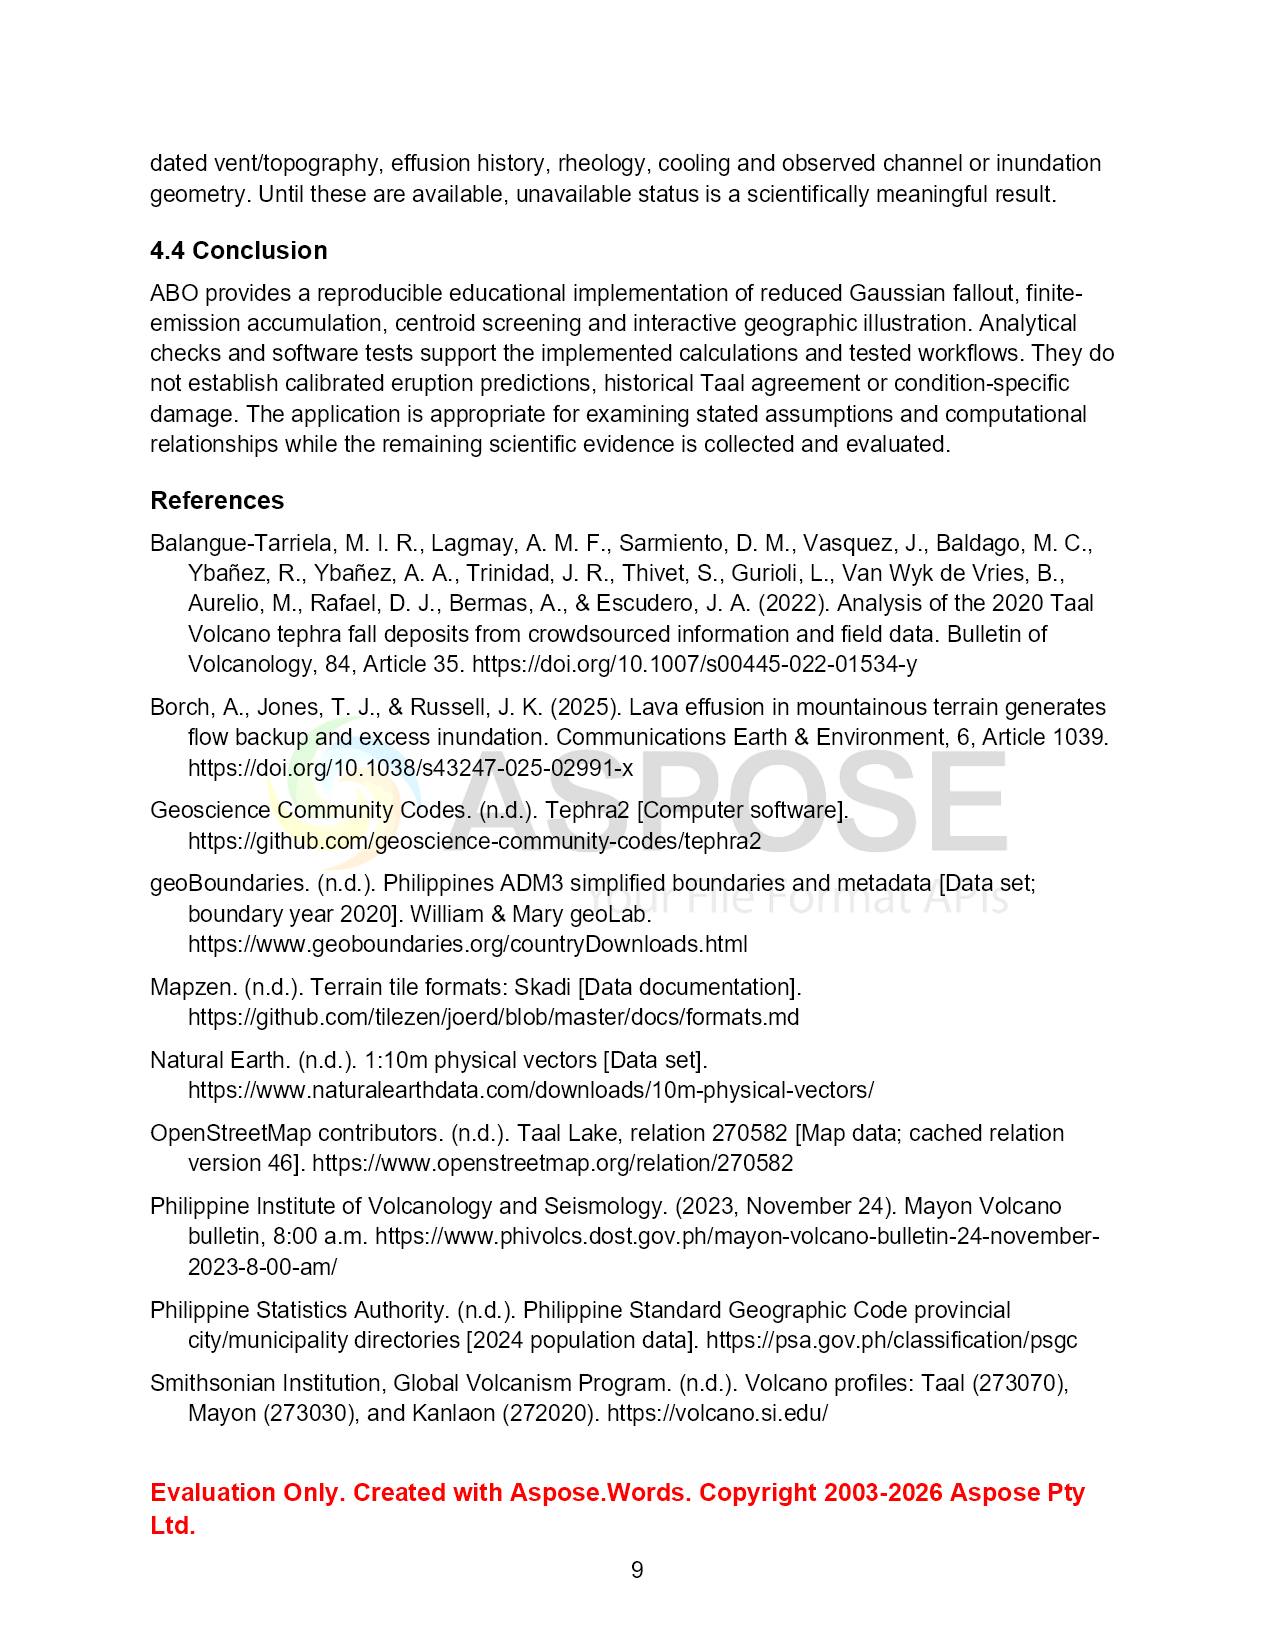 dated vent/topography, effusion history, rheology, cooling and observed channel or inundation
geometry. Until these are available, unavailable status is a scientifically meaningful result.
4.4 Conclusion
ABO provides a reproducible educational implementation of reduced Gaussian fallout, finite-
emission accumulation, centroid screening and interactive geographic illustration. Analytical
checks and software tests support the implemented calculations and tested workflows. They do
not establish calibrated eruption predictions, historical Taal agreement or condition-specific
damage. The application is appropriate for examining stated assumptions and computational
relationships while the remaining scientific evidence is collected and evaluated.
References
Balangue-Tarriela, M. I. R., Lagmay, A. M. F., Sarmiento, D. M., Vasquez, J., Baldago, M. C.,
Ybañez, R., Ybañez, A. A., Trinidad, J. R., Thivet, S., Gurioli, L., Van Wyk de Vries, B.,
Aurelio, M., Rafael, D. J., Bermas, A., & Escudero, J. A. (2022). Analysis of the 2020 Taal
Volcano tephra fall deposits from crowdsourced information and field data. Bulletin of
Volcanology, 84, Article 35. https://doi.org/10.1007/s00445-022-01534-y
Borch, A., Jones, T. J., & Russell, J. K. (2025). Lava effusion in mountainous terrain generates
flow backup and excess inundation. Communications Earth & Environment, 6, Article 1039.
https://doi.org/10.1038/s43247-025-02991-x
ASPOSE
Geoscience Community Codes. (n.d.). Tephra2 [Computer software].
https://github.com/geoscience-community-codes/tephra2
geoBoundaries. (n.d.). Philippines ADM3 simplified boundaries and metadata [Data set;
Your File Format APIs
boundary year 2020]. William & Mary geoLab.
https://www.geoboundaries.org/countryDownloads.html
Mapzen. (n.d.). Terrain tile formats: Skadi [Data documentation].
https://github.com/tilezen/joerd/blob/master/docs/formats.md
Natural Earth. (n.d.). 1:10m physical vectors [Data set].
https://www.naturalearthdata.com/downloads/10m-physical-vectors/
OpenStreetMap contributors. (n.d.). Taal Lake, relation 270582 [Map data; cached relation
version 46]. https://www.openstreetmap.org/relation/270582
Philippine Institute of Volcanology and Seismology. (2023, November 24). Mayon Volcano
bulletin, 8:00 a.m. https://www.phivolcs.dost.gov.ph/mayon-volcano-bulletin-24-november-
2023-8-00-am/
Philippine Statistics Authority. (n.d.). Philippine Standard Geographic Code provincial
city/municipality directories [2024 population data]. https://psa.gov.ph/classification/psgc
Smithsonian Institution, Global Volcanism Program. (n.d.). Volcano profiles: Taal (273070),
Mayon (273030), and Kanlaon (272020). https://volcano.si.edu/
Evaluation Only. Created with Aspose.Words. Copyright 2003-2026 Aspose Pty
Ltd.
9